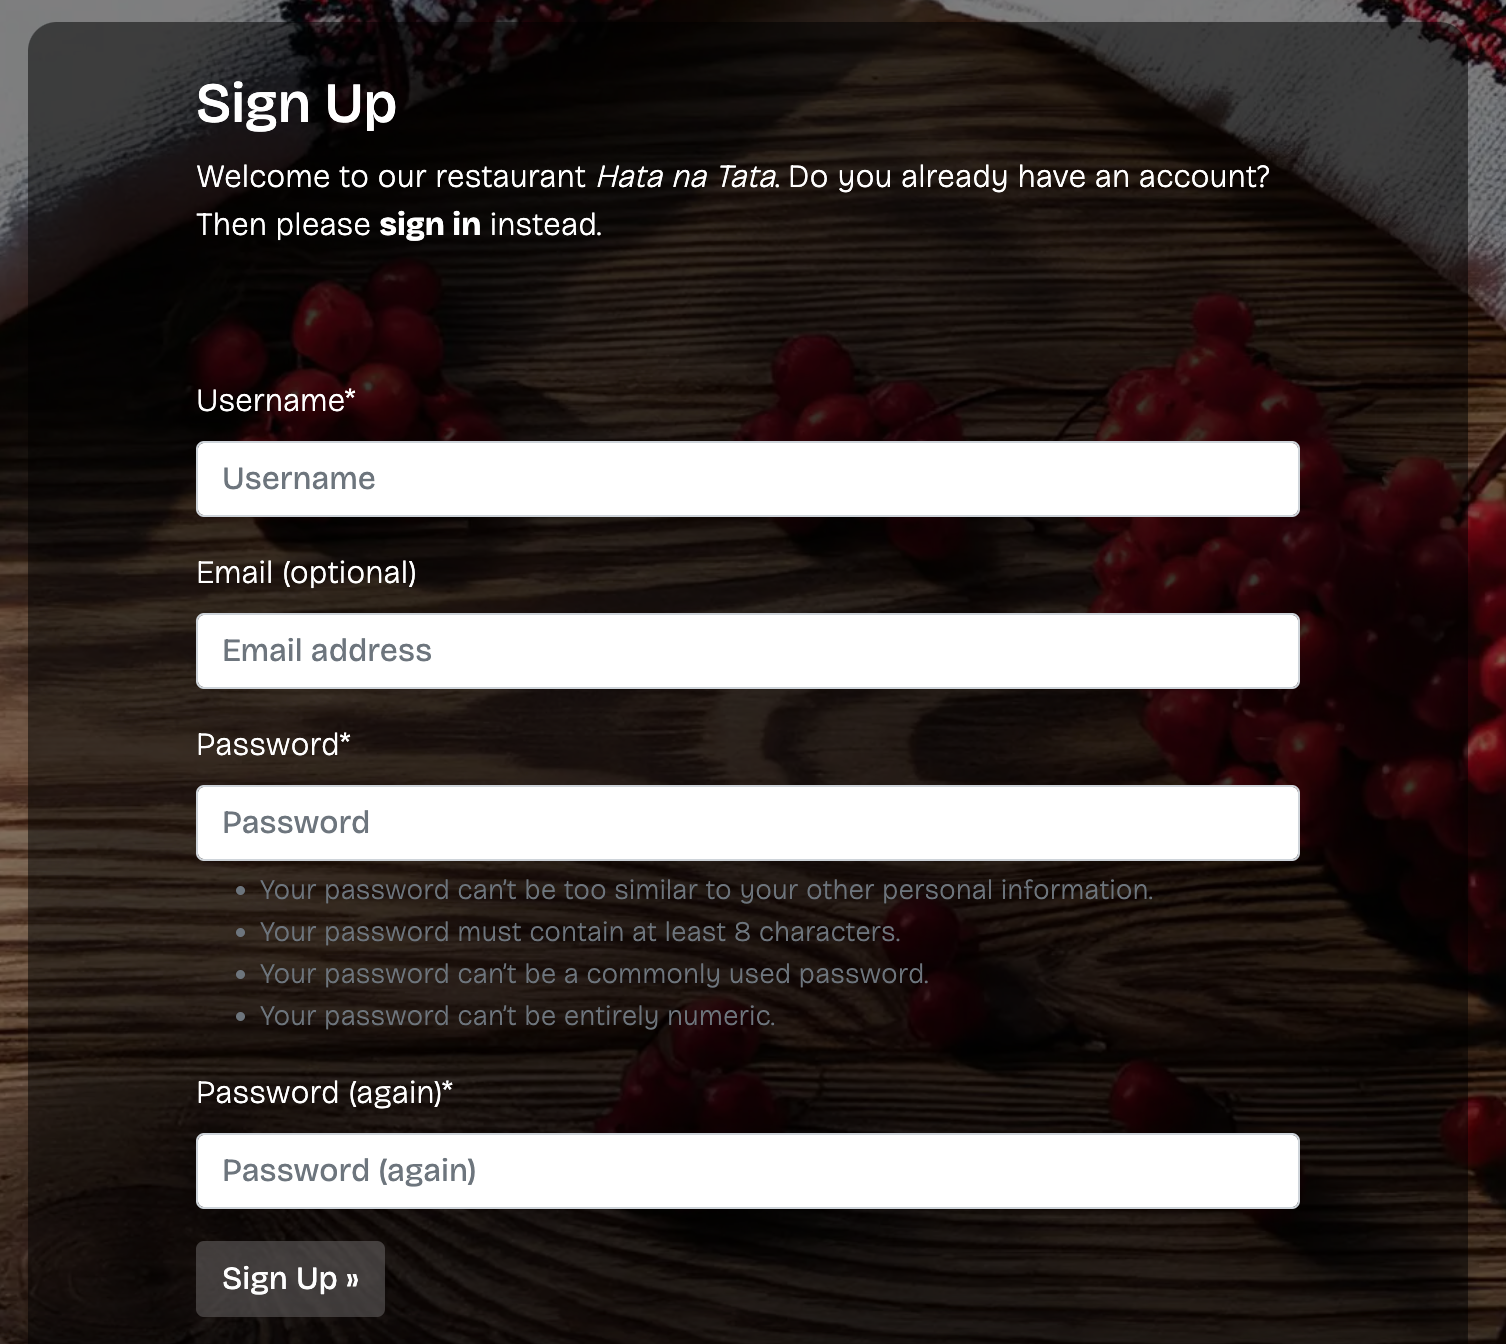 Sign Up
Welcome to our restaurant Hata na Tata. Do you already have an account?
Then please sign in instead.
Username*
Username
Email (optional)
Email address
Password*
Password
• Your password can't be too similar to your other personal information.
• Your password must contain at least 8 characters.
• Your password can't be a commonly used password.
• Your password can't be entirely numeric.
Password (again)*
Password (again)
Sign Up »